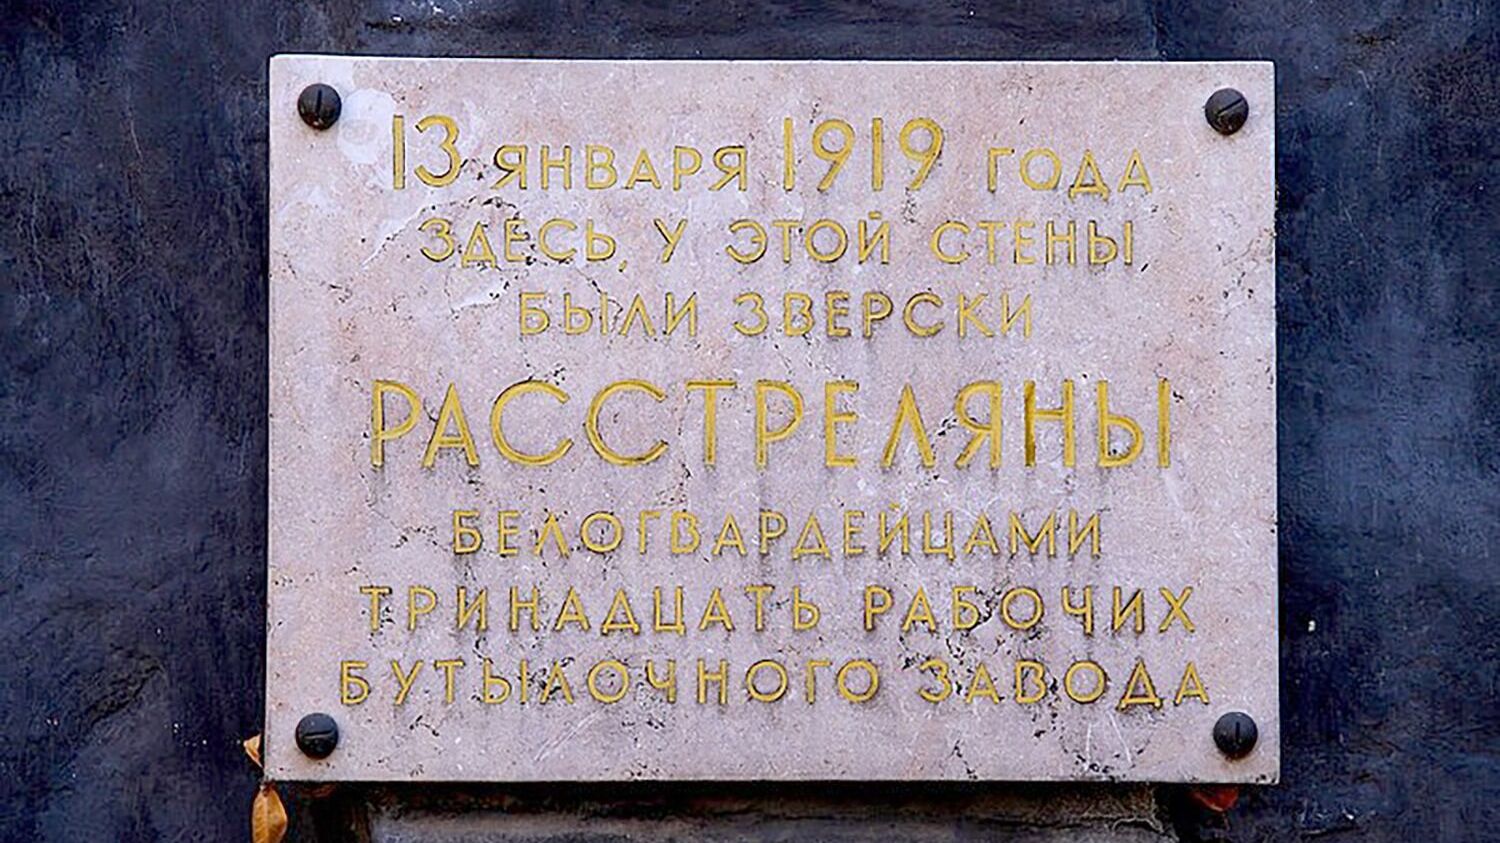 13 ЯНВАРЯ 1919 ГОДА
ЗДЕСЬ, У ЭТОЙ СТЕНЫ
БЫЛИ ЗВЕРСКИ
РАССТРЕЛЯНЫ
БЕЛОГВАРДЕЙЦАМИ
ТРИНАДЦАТЬ РАБОЧИХ
БУТЫЛОЧНОГО ЗАВОДА